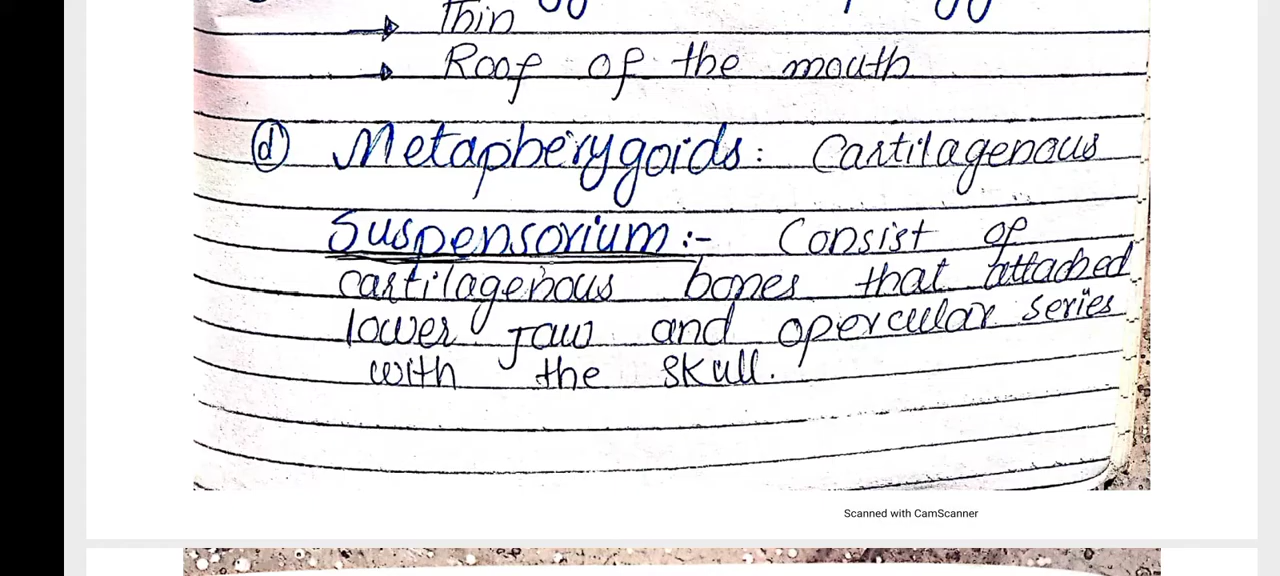 → Thin
→ Roof of the mouth
(d) Metapherygoids: Cartilagenous
Suspensorium :- Consist of
cartilagenous bones that attached
lower Jaw and opercular series
with the skull.
Scanned with CamScanner